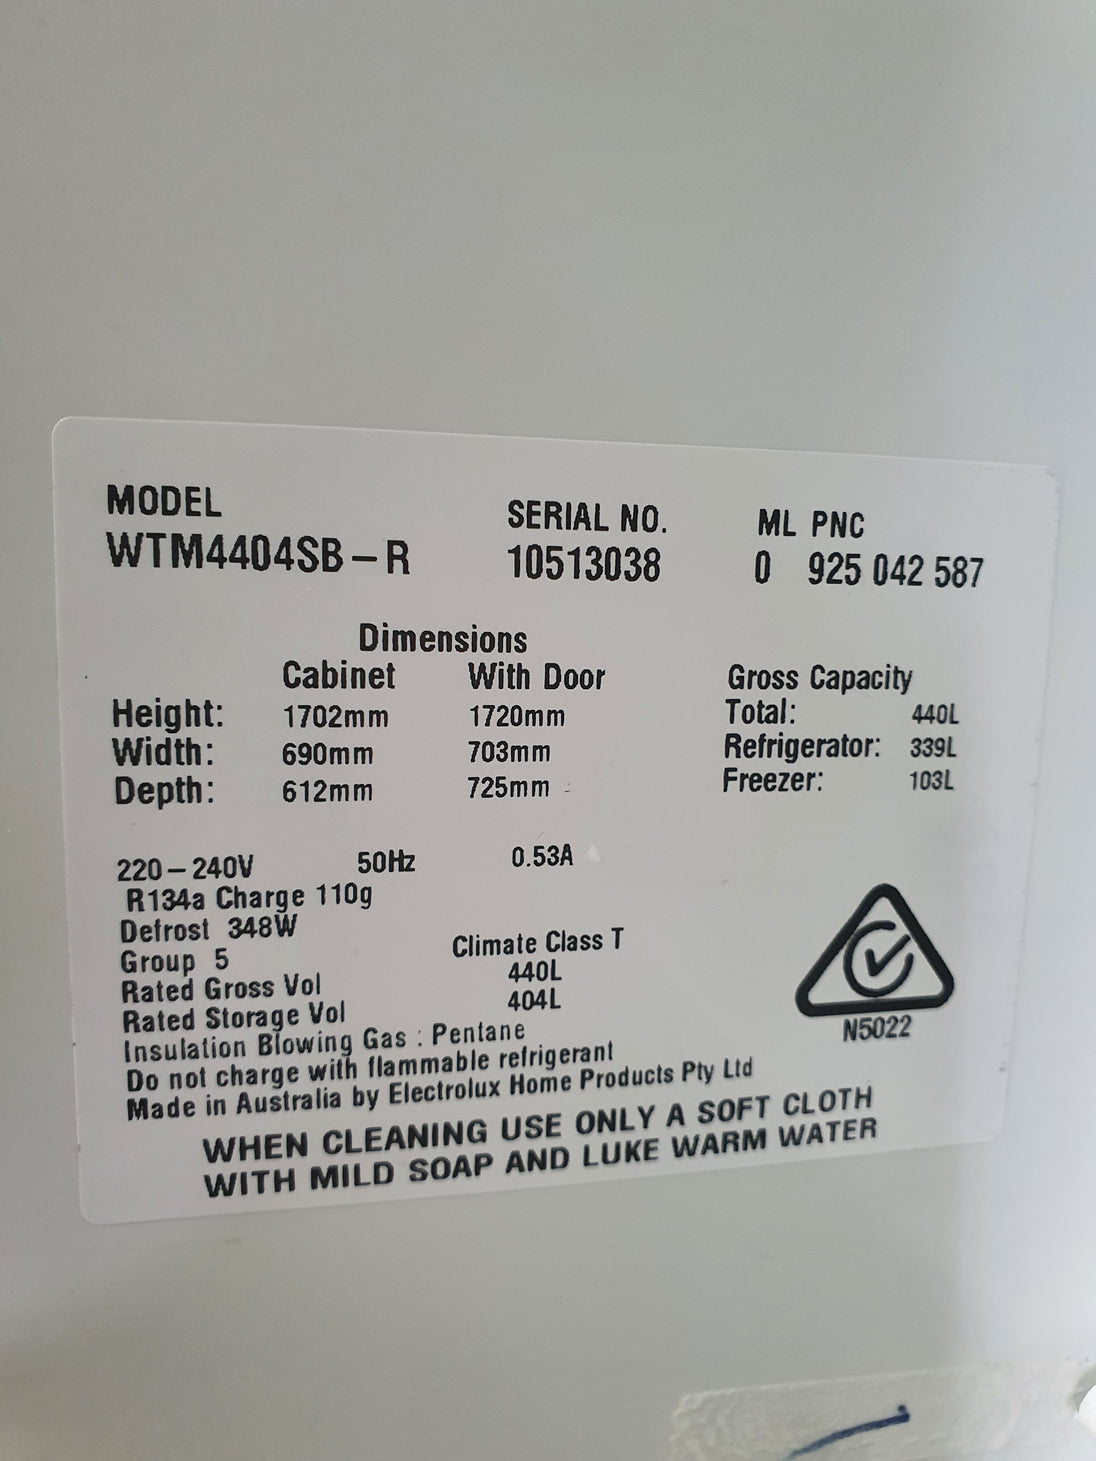 MODEL SERIAL NO. ML PNC
WTM4404SB-R 10513038 0 925 042 587
Dimensions
Cabinet With Door Gross Capacity
Height: 1702mm 1720mm Total: 440L
Width: 690mm 703mm Refrigerator: 339L
Depth: 612mm 725mm Freezer: 103L
220-240V 50Hz 0.53A
R134a Charge 110g
Defrost 348W
Group 5 Climate Class T
Rated Gross Vol 440L
Rated Storage Vol 404L
Insulation Blowing Gas : Pentane
Do not charge with flammable refrigerant
Made in Australia by Electrolux Home Products Pty Ltd
N5022
WHEN CLEANING USE ONLY A SOFT CLOTH
WITH MILD SOAP AND LUKE WARM WATER